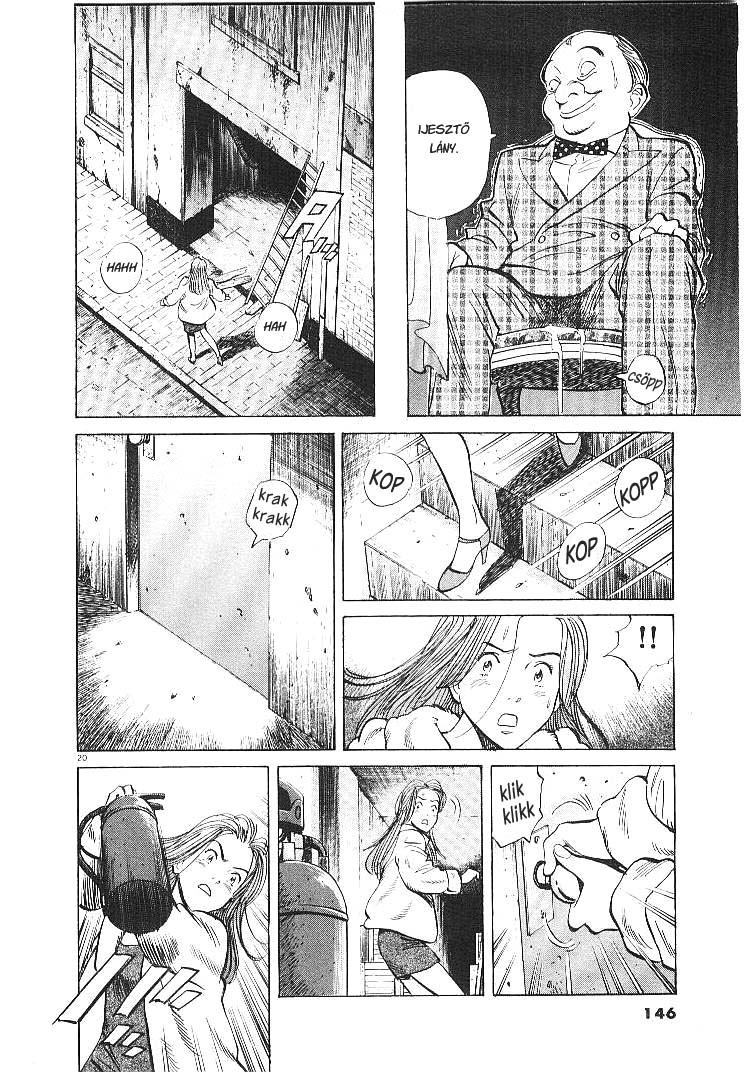 IJESZTŐ
LÁNY.
CSÖPP
HAHH
HAH
KOP
KOPP
KOP
krak
krakk
!!
klik
klikk
20
146